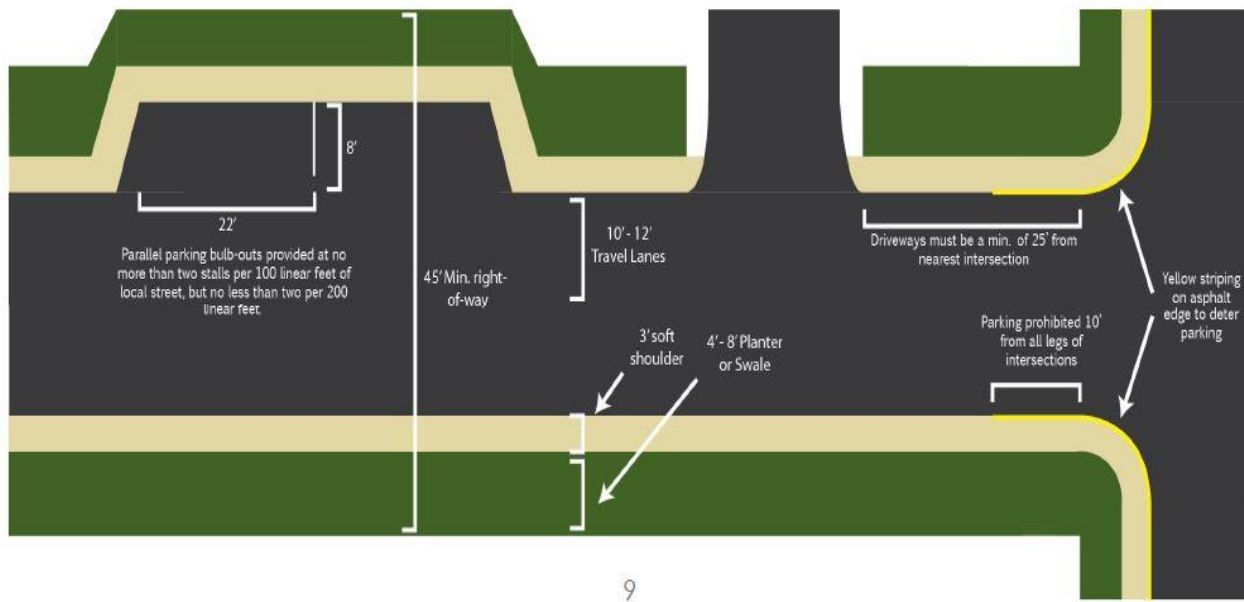 8'
22'
Parallel parking bulb-outs provided at no
more than two stalls per 100 linear feet of
local street, but no less than two per 200
linear feet.
45' Min. right-
of-way
10' - 12'
Travel Lanes
3' soft
shoulder
4' - 8' Planter
or Swale
Driveways must be a min. of 25' from
nearest intersection
Parking prohibited 10'
from all legs of
intersections
Yellow striping
on asphalt
edge to deter
parking
9